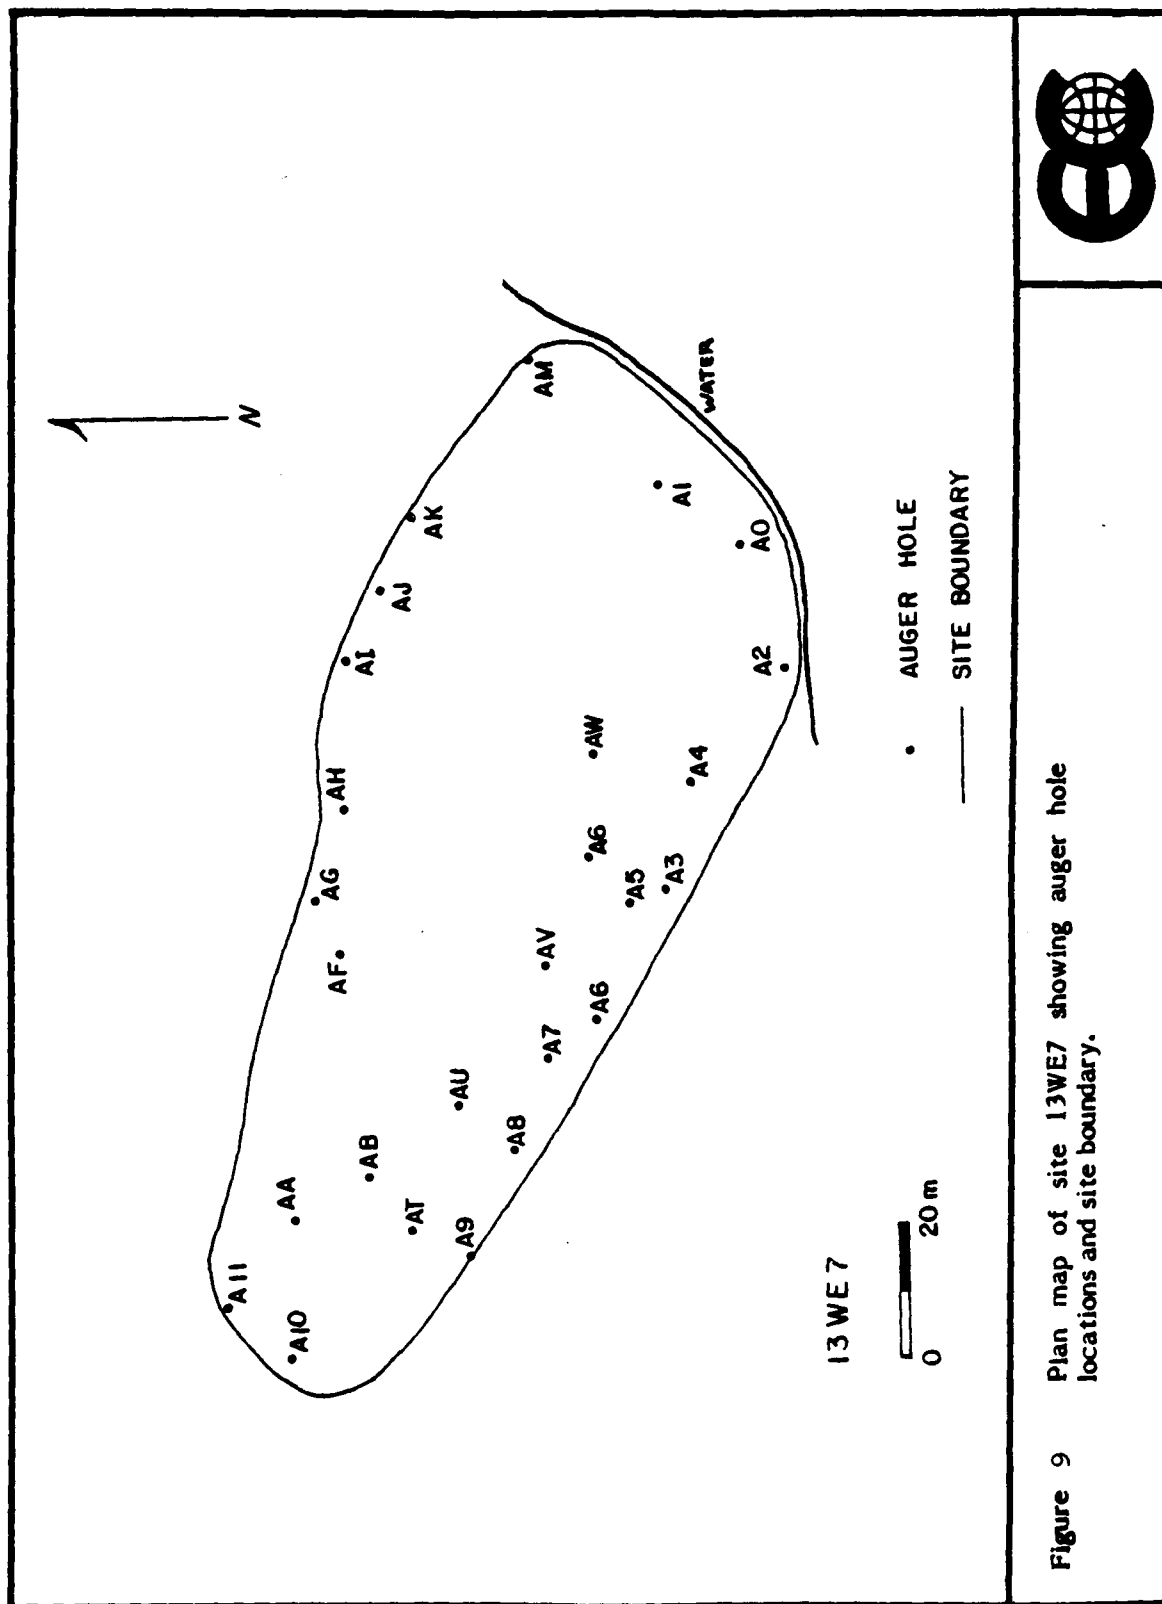 N
A11
AA
A10
AB
AT
A9
AU
A8
A7
A6
AV
AF
AG
AH
AI
AJ
AK
AM
A6
A5
A3
AW
A4
A2
AO
A1
WATER
13WE7
0 20m
• AUGER HOLE
— SITE BOUNDARY
Figure 9 Plan map of site 13WE7 showing auger hole
locations and site boundary.